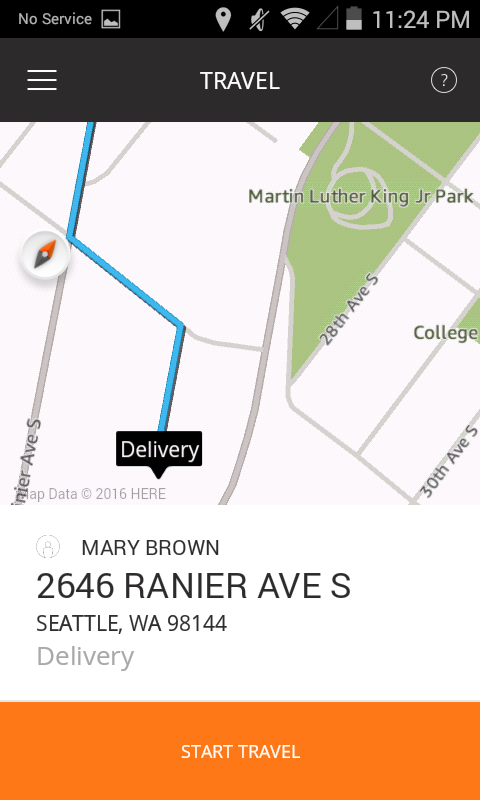 No Service
11:24 PM
TRAVEL
?
Martin Luther King Jr Park
28th Ave S
College
Delivery
nier Ave S
30th Ave S
Map Data © 2016 HERE
MARY BROWN
2646 RANIER AVE S
SEATTLE, WA 98144
Delivery
START TRAVEL